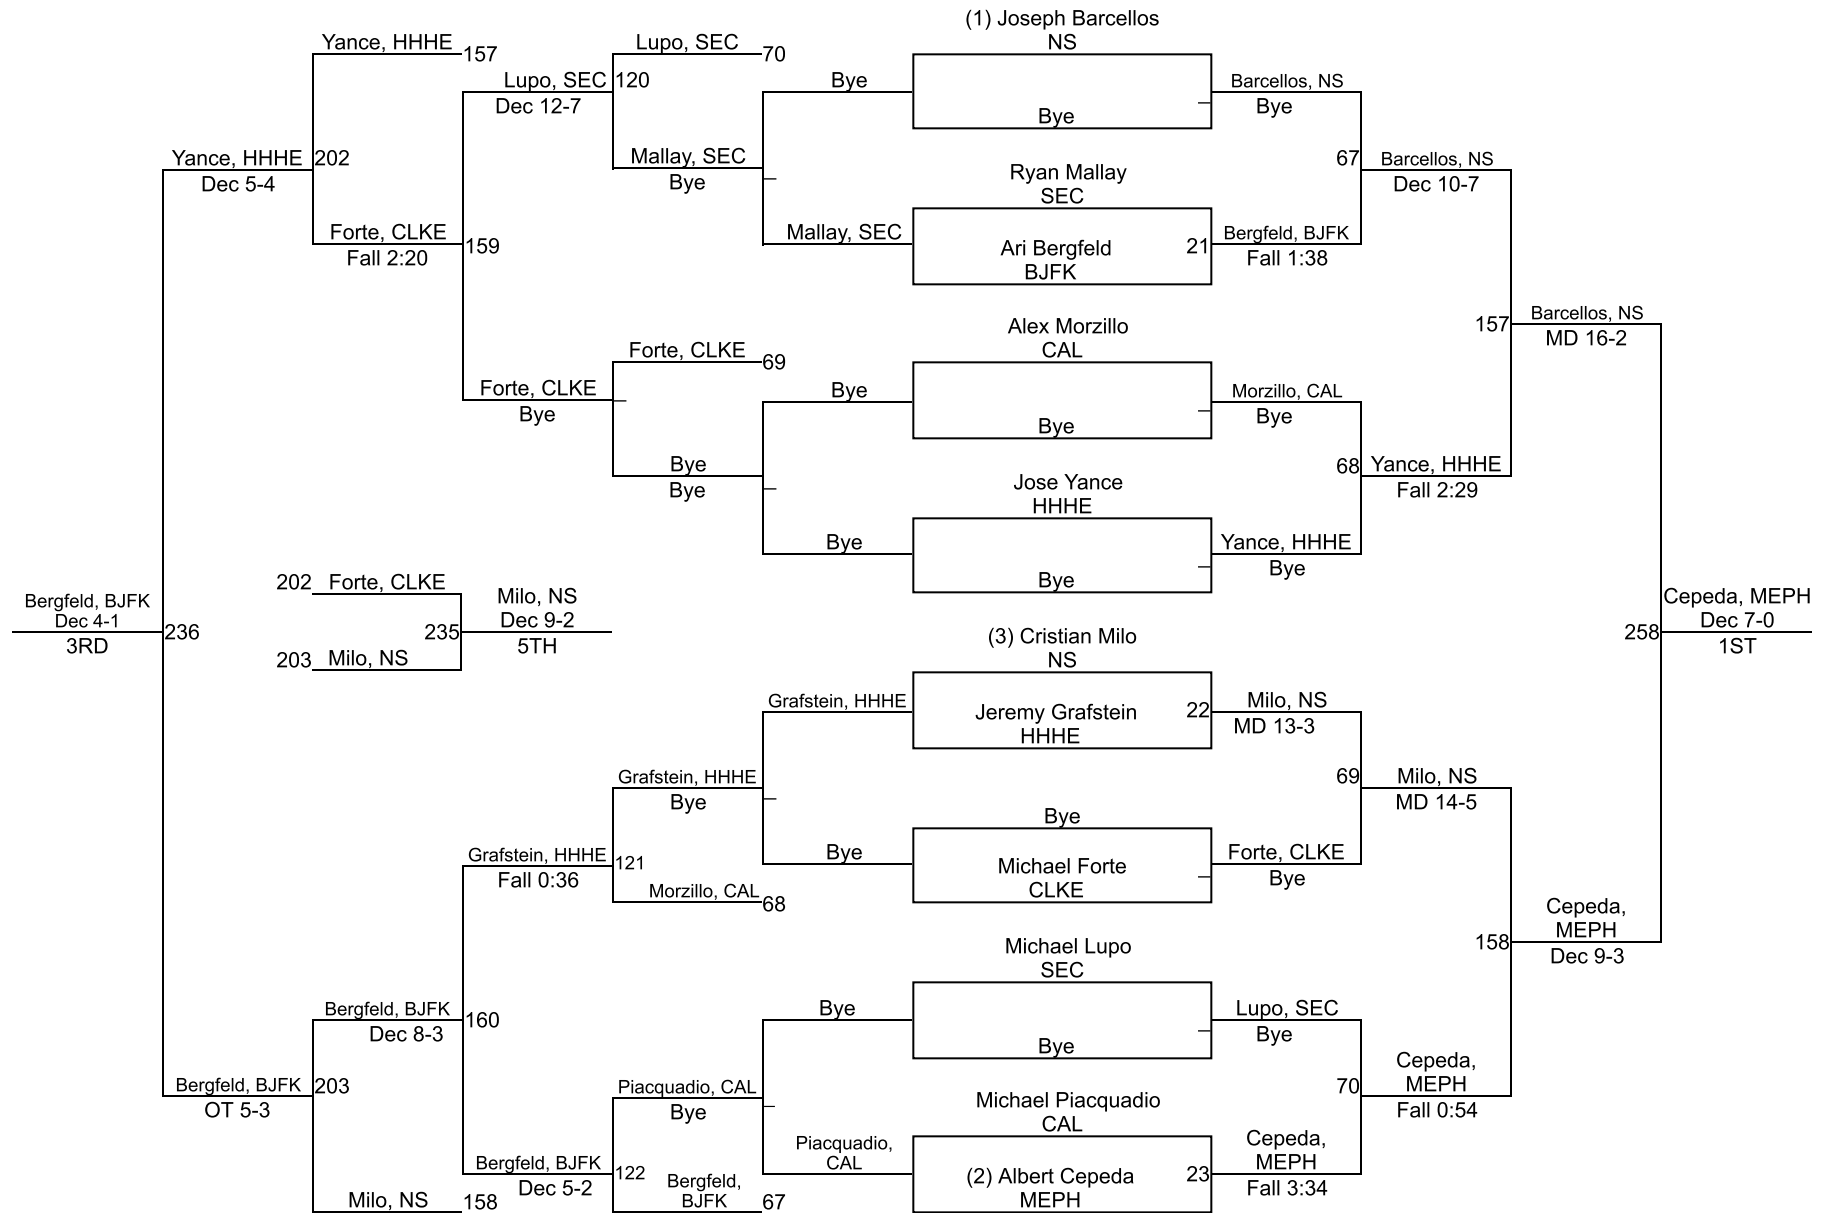 (1) Joseph Barcellos
NS
Yance, HHHE
157
Lupo, SEC
70
Lupo, SEC
120
Dec 12-7
Bye
Bye
Barcellos, NS
Bye
Mallay, SEC
Bye
Yance, HHHE
202
Dec 5-4
Ryan Mallay
SEC
67
Barcellos, NS
Dec 10-7
Forte, CLKE
159
Fall 2:20
Mallay, SEC
Ari Bergfeld
BJFK
21
Bergfeld, BJFK
Fall 1:38
157
Barcellos, NS
MD 16-2
Alex Morzillo
CAL
Forte, CLKE
69
Forte, CLKE
Bye
Bye
Bye
Morzillo, CAL
Bye
Bye
Bye
Jose Yance
HHHE
68
Yance, HHHE
Fall 2:29
Bye
Bye
Yance, HHHE
Bye
202
Forte, CLKE
Bergfeld, BJFK
Dec 4-1
3RD
236
235
Milo, NS
Dec 9-2
5TH
203
Milo, NS
258
Cepeda, MEPH
Dec 7-0
1ST
(3) Cristian Milo
NS
Grafstein, HHHE
Jeremy Grafstein
HHHE
22
Milo, NS
MD 13-3
Grafstein, HHHE
Bye
69
Milo, NS
MD 14-5
Bye
Bye
Michael Forte
CLKE
Forte, CLKE
Bye
Grafstein, HHHE
121
Fall 0:36
Morzillo, CAL
68
158
Cepeda,
MEPH
Dec 9-3
Michael Lupo
SEC
Bergfeld, BJFK
160
Dec 8-3
Bye
Bye
Lupo, SEC
Bye
Bergfeld, BJFK
203
OT 5-3
Piacquadio, CAL
Bye
Michael Piacquadio
CAL
70
Cepeda,
MEPH
Fall 0:54
Piacquadio,
CAL
(2) Albert Cepeda
MEPH
23
Cepeda,
MEPH
Fall 3:34
Bergfeld, BJFK
122
Dec 5-2
Bergfeld,
BJFK
67
Milo, NS
158